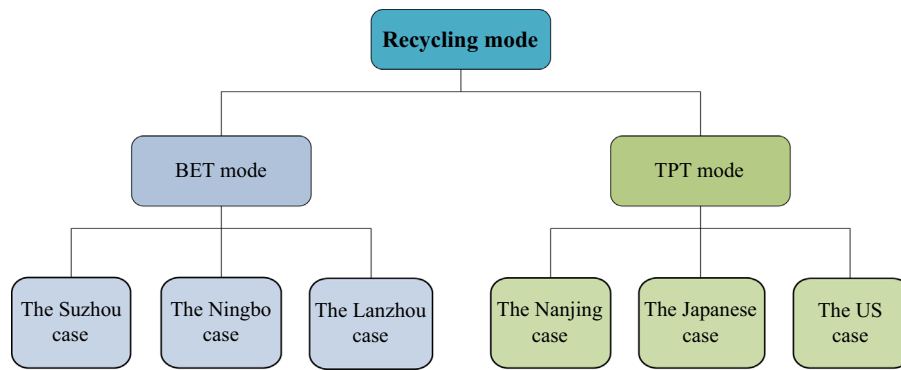 Recycling mode
BET mode
TPT mode
The Suzhou
case
The Ningbo
case
The Lanzhou
case
The Nanjing
case
The Japanese
case
The US
case